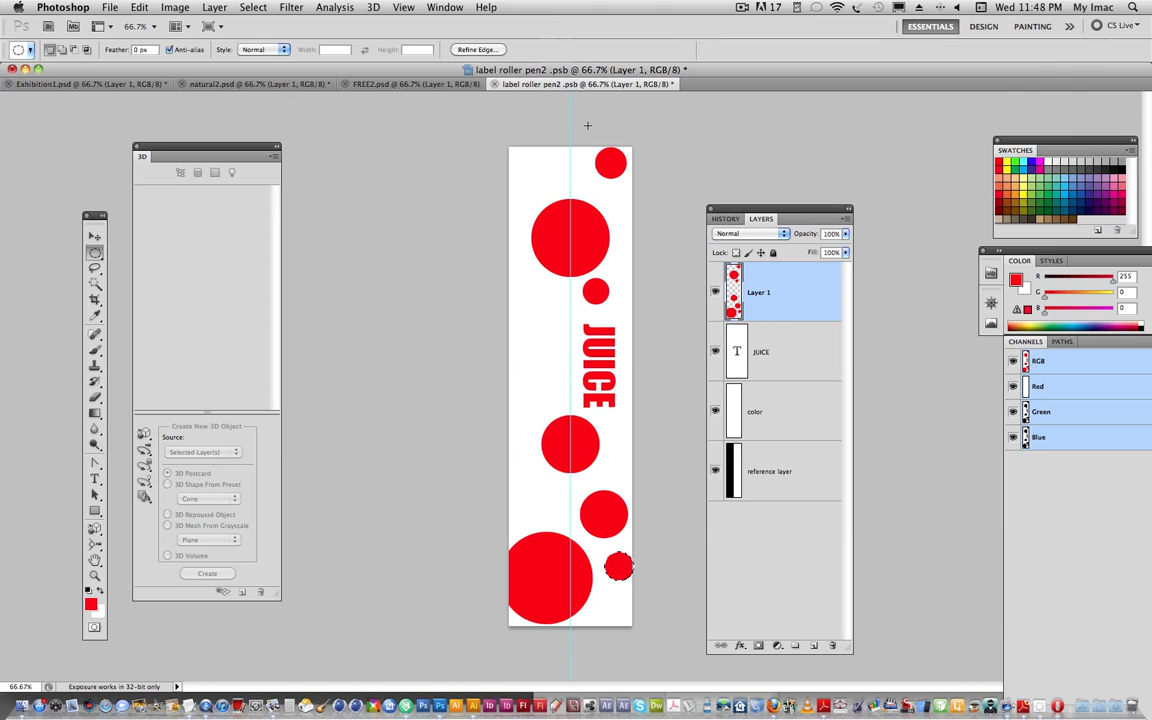 Photoshop File Edit Image Layer Select Filter Analysis 3D View Window Help 17 Wed 11:48 PM My Imac
Ps Br Mb 66.7% ESSENTIALS DESIGN PAINTING CS Live
Feather: 0 px Anti-alias Style: Normal Width: Height: Refine Edge...
label roller pen2 .psb @ 66.7% (Layer 1, RGB/8) *
Exhibition1.psd @ 66.7% (Layer 1, RGB/8) * natural2.psd @ 66.7% (Layer 1, RGB/8) * FREE2.psd @ 66.7% (Layer 1, RGB/8) * label roller pen2 .psb @ 66.7% (Layer 1, RGB/8) *
3D
Create New 3D Object
Source:
Selected Layer(s)
3D Postcard
3D Shape From Preset
Cone
3D Repoussé Object
3D Mesh From Grayscale
Plane
3D Volume
Create
JUICE
HISTORY LAYERS
Normal Opacity: 100%
Lock: Fill: 100%
Layer 1
T JUICE
color
reference layer
SWATCHES
COLOR STYLES
R 255
G 0
B 0
CHANNELS PATHS
RGB
Red
Green
Blue
66.67% Exposure works in 32-bit only